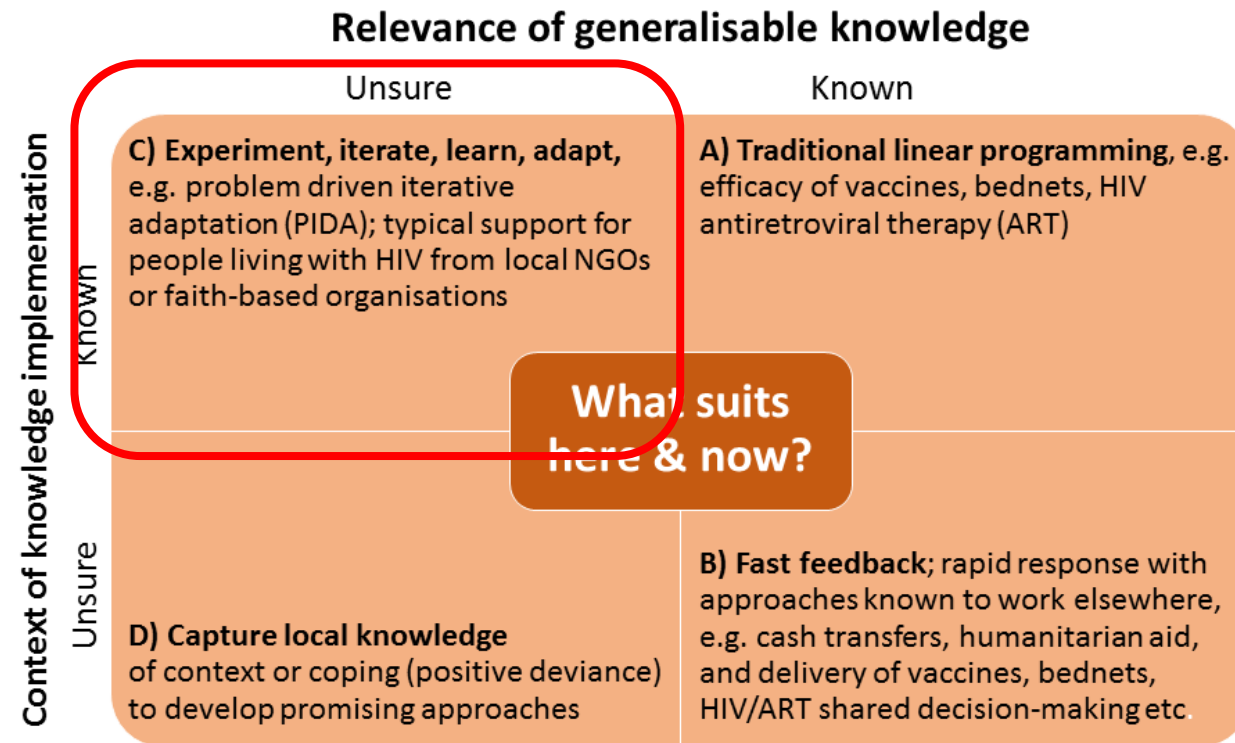 Relevance of generalisable knowledge
Unsure
Known
Context of knowledge implementation
Known
Unsure
C) Experiment, iterate, learn, adapt,
e.g. problem driven iterative
adaptation (PIDA); typical support for
people living with HIV from local NGOs
or faith-based organisations
A) Traditional linear programming, e.g.
efficacy of vaccines, bednets, HIV
antiretroviral therapy (ART)
What suits
here & now?
D) Capture local knowledge
of context or coping (positive deviance)
to develop promising approaches
B) Fast feedback; rapid response with
approaches known to work elsewhere,
e.g. cash transfers, humanitarian aid,
and delivery of vaccines, bednets,
HIV/ART shared decision-making etc.